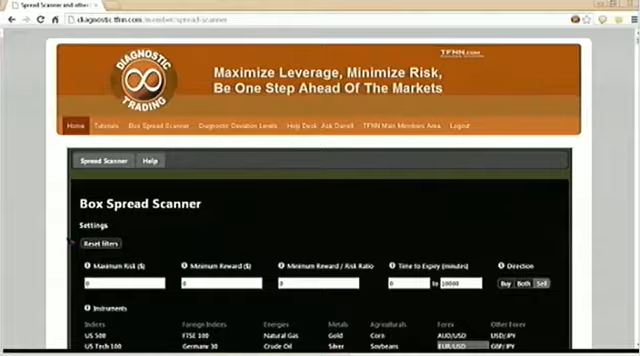 Spread Scanner and other
diagnostic.tfnn.com/member/spread-scanner
DIAGNOSTIC
TRADING
TFNN.COM
Maximize Leverage, Minimize Risk,
Be One Step Ahead Of The Markets
Home Tutorials Box Spread Scanner Diagnostic Deviation Levels Help Desk: Ask Darrell TFNN Main Members Area Logout
Spread Scanner Help
Box Spread Scanner
Settings
Reset filters
Maximum Risk ($) Minimum Reward ($) Minimum Reward / Risk Ratio Time to Expiry (minutes) Direction
0 0 0 0 to 10000 Buy Both Sell
Instruments
Indices Foreign Indices Energies Metals Agriculturals Forex Other Forex
US 500 FTSE 100 Natural Gas Gold Corn AUD/USD USD/JPY
US Tech 100 Germany 30 Crude Oil Silver Soybeans EUR/USD GBP/JPY